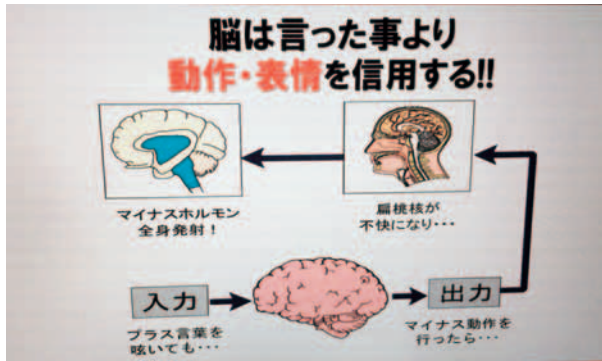 脳は言った事より
動作・表情を信用する!!
マイナスホルモン
全身発射！
扁桃核が
不快になり・・・
入力
出力
プラス言葉を
呟いても・・・
マイナス動作を
行ったら・・・